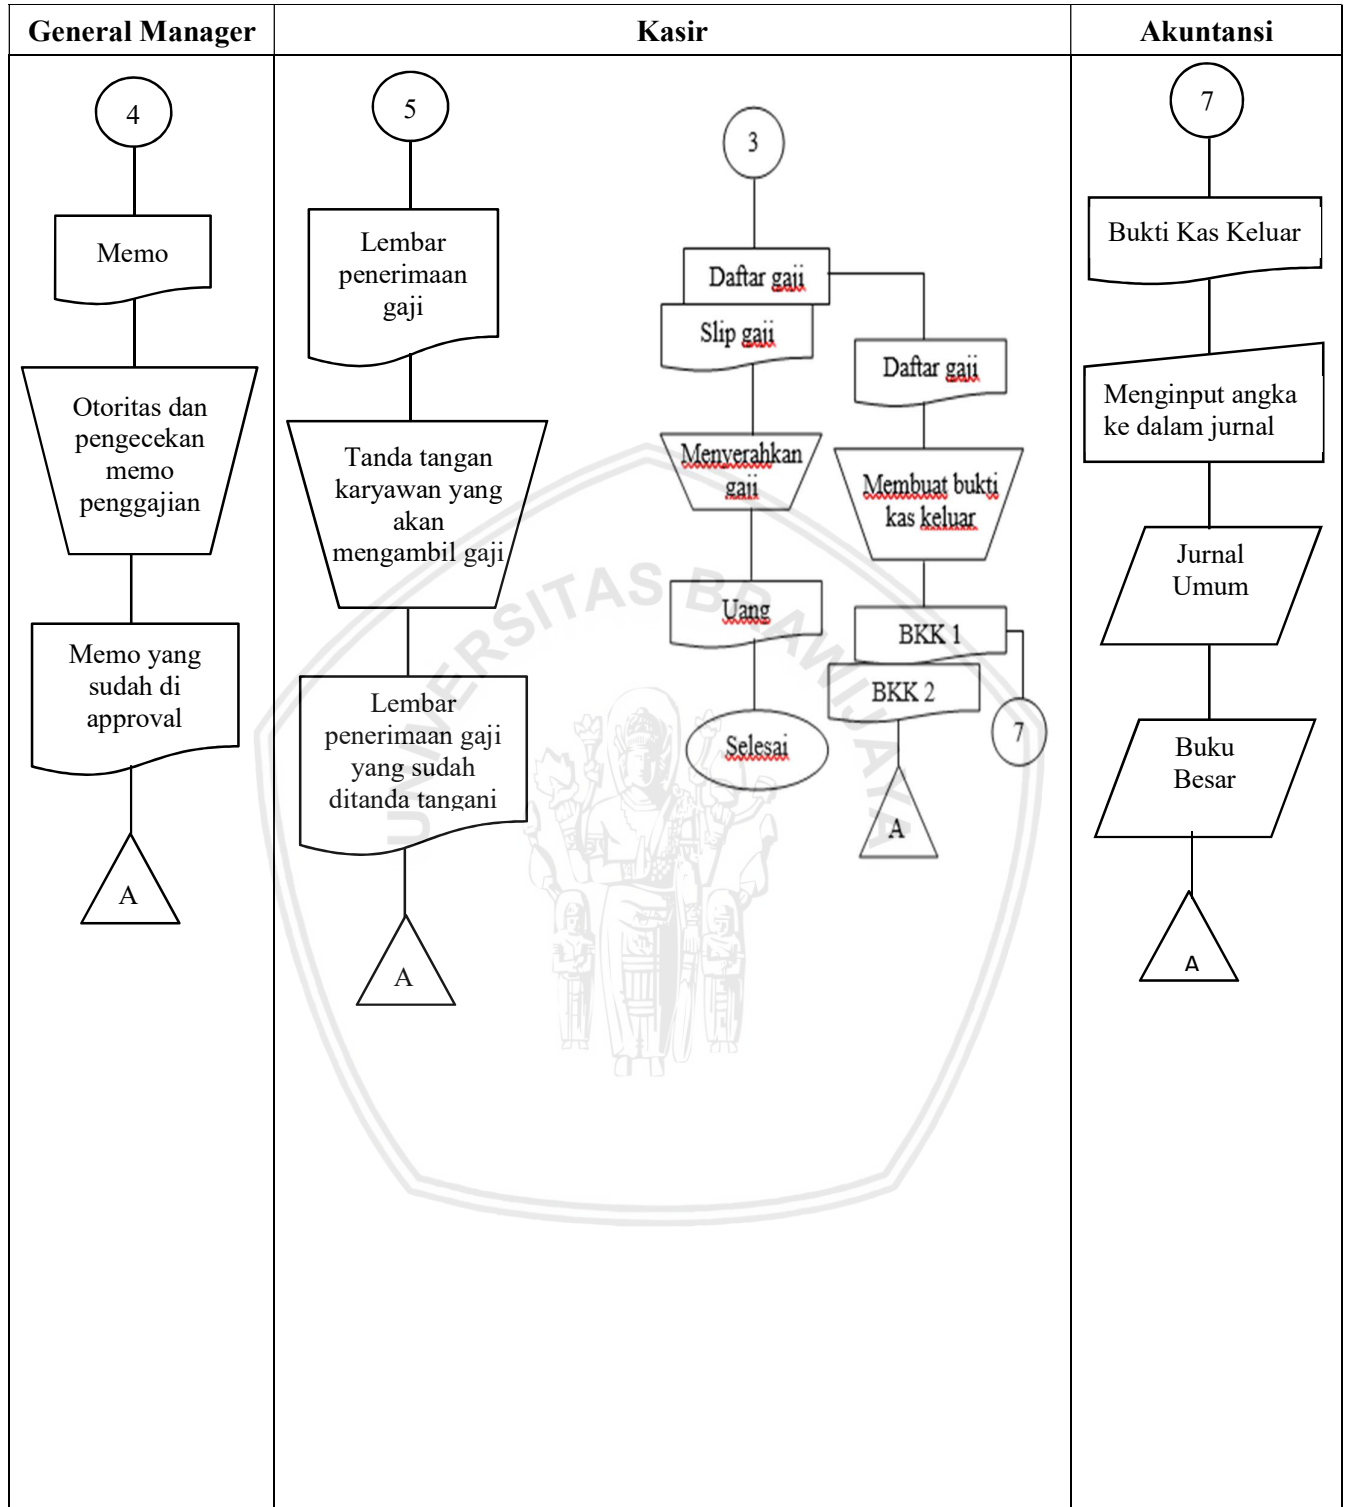 General Manager
Kasir
Akuntansi
4
Memo
Otoritas dan
pengecekan
memo
penggajian
Memo yang
sudah di
approval
A
5
Lembar
penerimaan
gaji
Tanda tangan
karyawan yang
akan
mengambil gaji
Lembar
penerimaan gaji
yang sudah
ditanda tangani
A
3
Daftar gaji
Slip gaji
Menyerahkan
gaji
Uang
Selesai
Daftar gaji
Membuat bukti
kas keluar
BKK 1
BKK 2
7
A
7
Bukti Kas Keluar
Menginput angka
ke dalam jurnal
Jurnal
Umum
Buku
Besar
A
UNIVERSITAS BRAWIJAYA